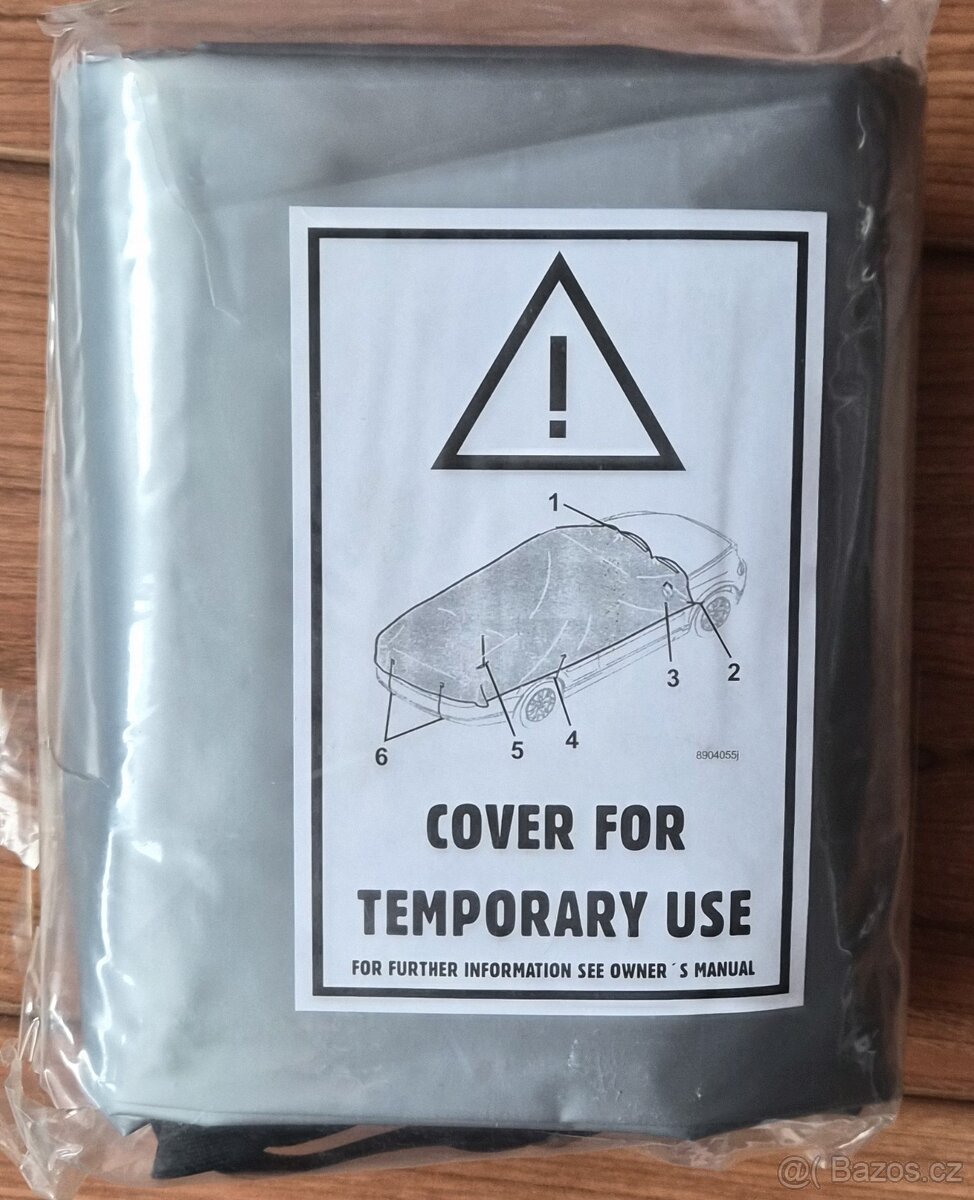 !
1
2
3
4
5
6
8904055j
COVER FOR
TEMPORARY USE
FOR FURTHER INFORMATION SEE OWNER´S MANUAL
@( Bazos.cz